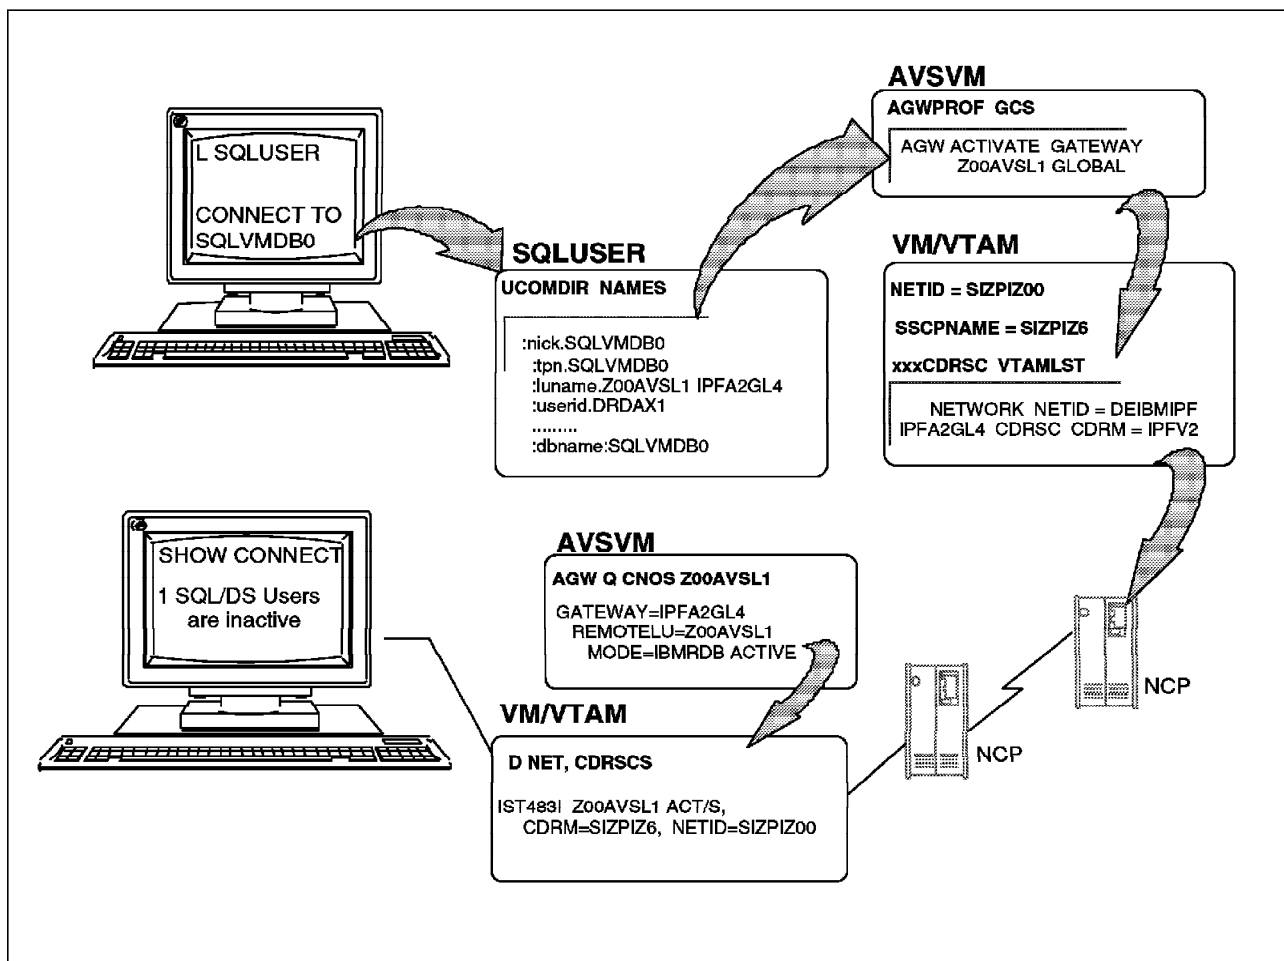 L SQLUSER
CONNECT TO
SQLVMDB0
SQLUSER
UCOMDIR NAMES
:nick.SQLVMDB0
:tpn.SQLVMDB0
:luname.Z00AVSL1 IPFA2GL4
:userid.DRDAX1
.........
:dbname:SQLVMDB0
AVSVM
AGWPROF GCS
AGW ACTIVATE GATEWAY
Z00AVSL1 GLOBAL
VM/VTAM
NETID = SIZPIZ00
SSCPNAME = SIZPIZ6
xxxCDRSC VTAMLST
NETWORK NETID = DEIBMIPF
IPFA2GL4 CDRSC CDRM = IPFV2
SHOW CONNECT
1 SQL/DS Users
are inactive
AVSVM
AGW Q CNOS Z00AVSL1
GATEWAY=IPFA2GL4
REMOTELU=Z00AVSL1
MODE=IBMRDB ACTIVE
VM/VTAM
D NET, CDRSCS
IST483I Z00AVSL1 ACT/S,
CDRM=SIZPIZ6, NETID=SIZPIZ00
NCP
NCP